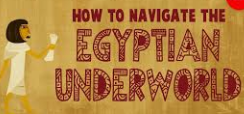 HOW TO NAVIGATE THE
EGYPTIAN
UNDERWORLD